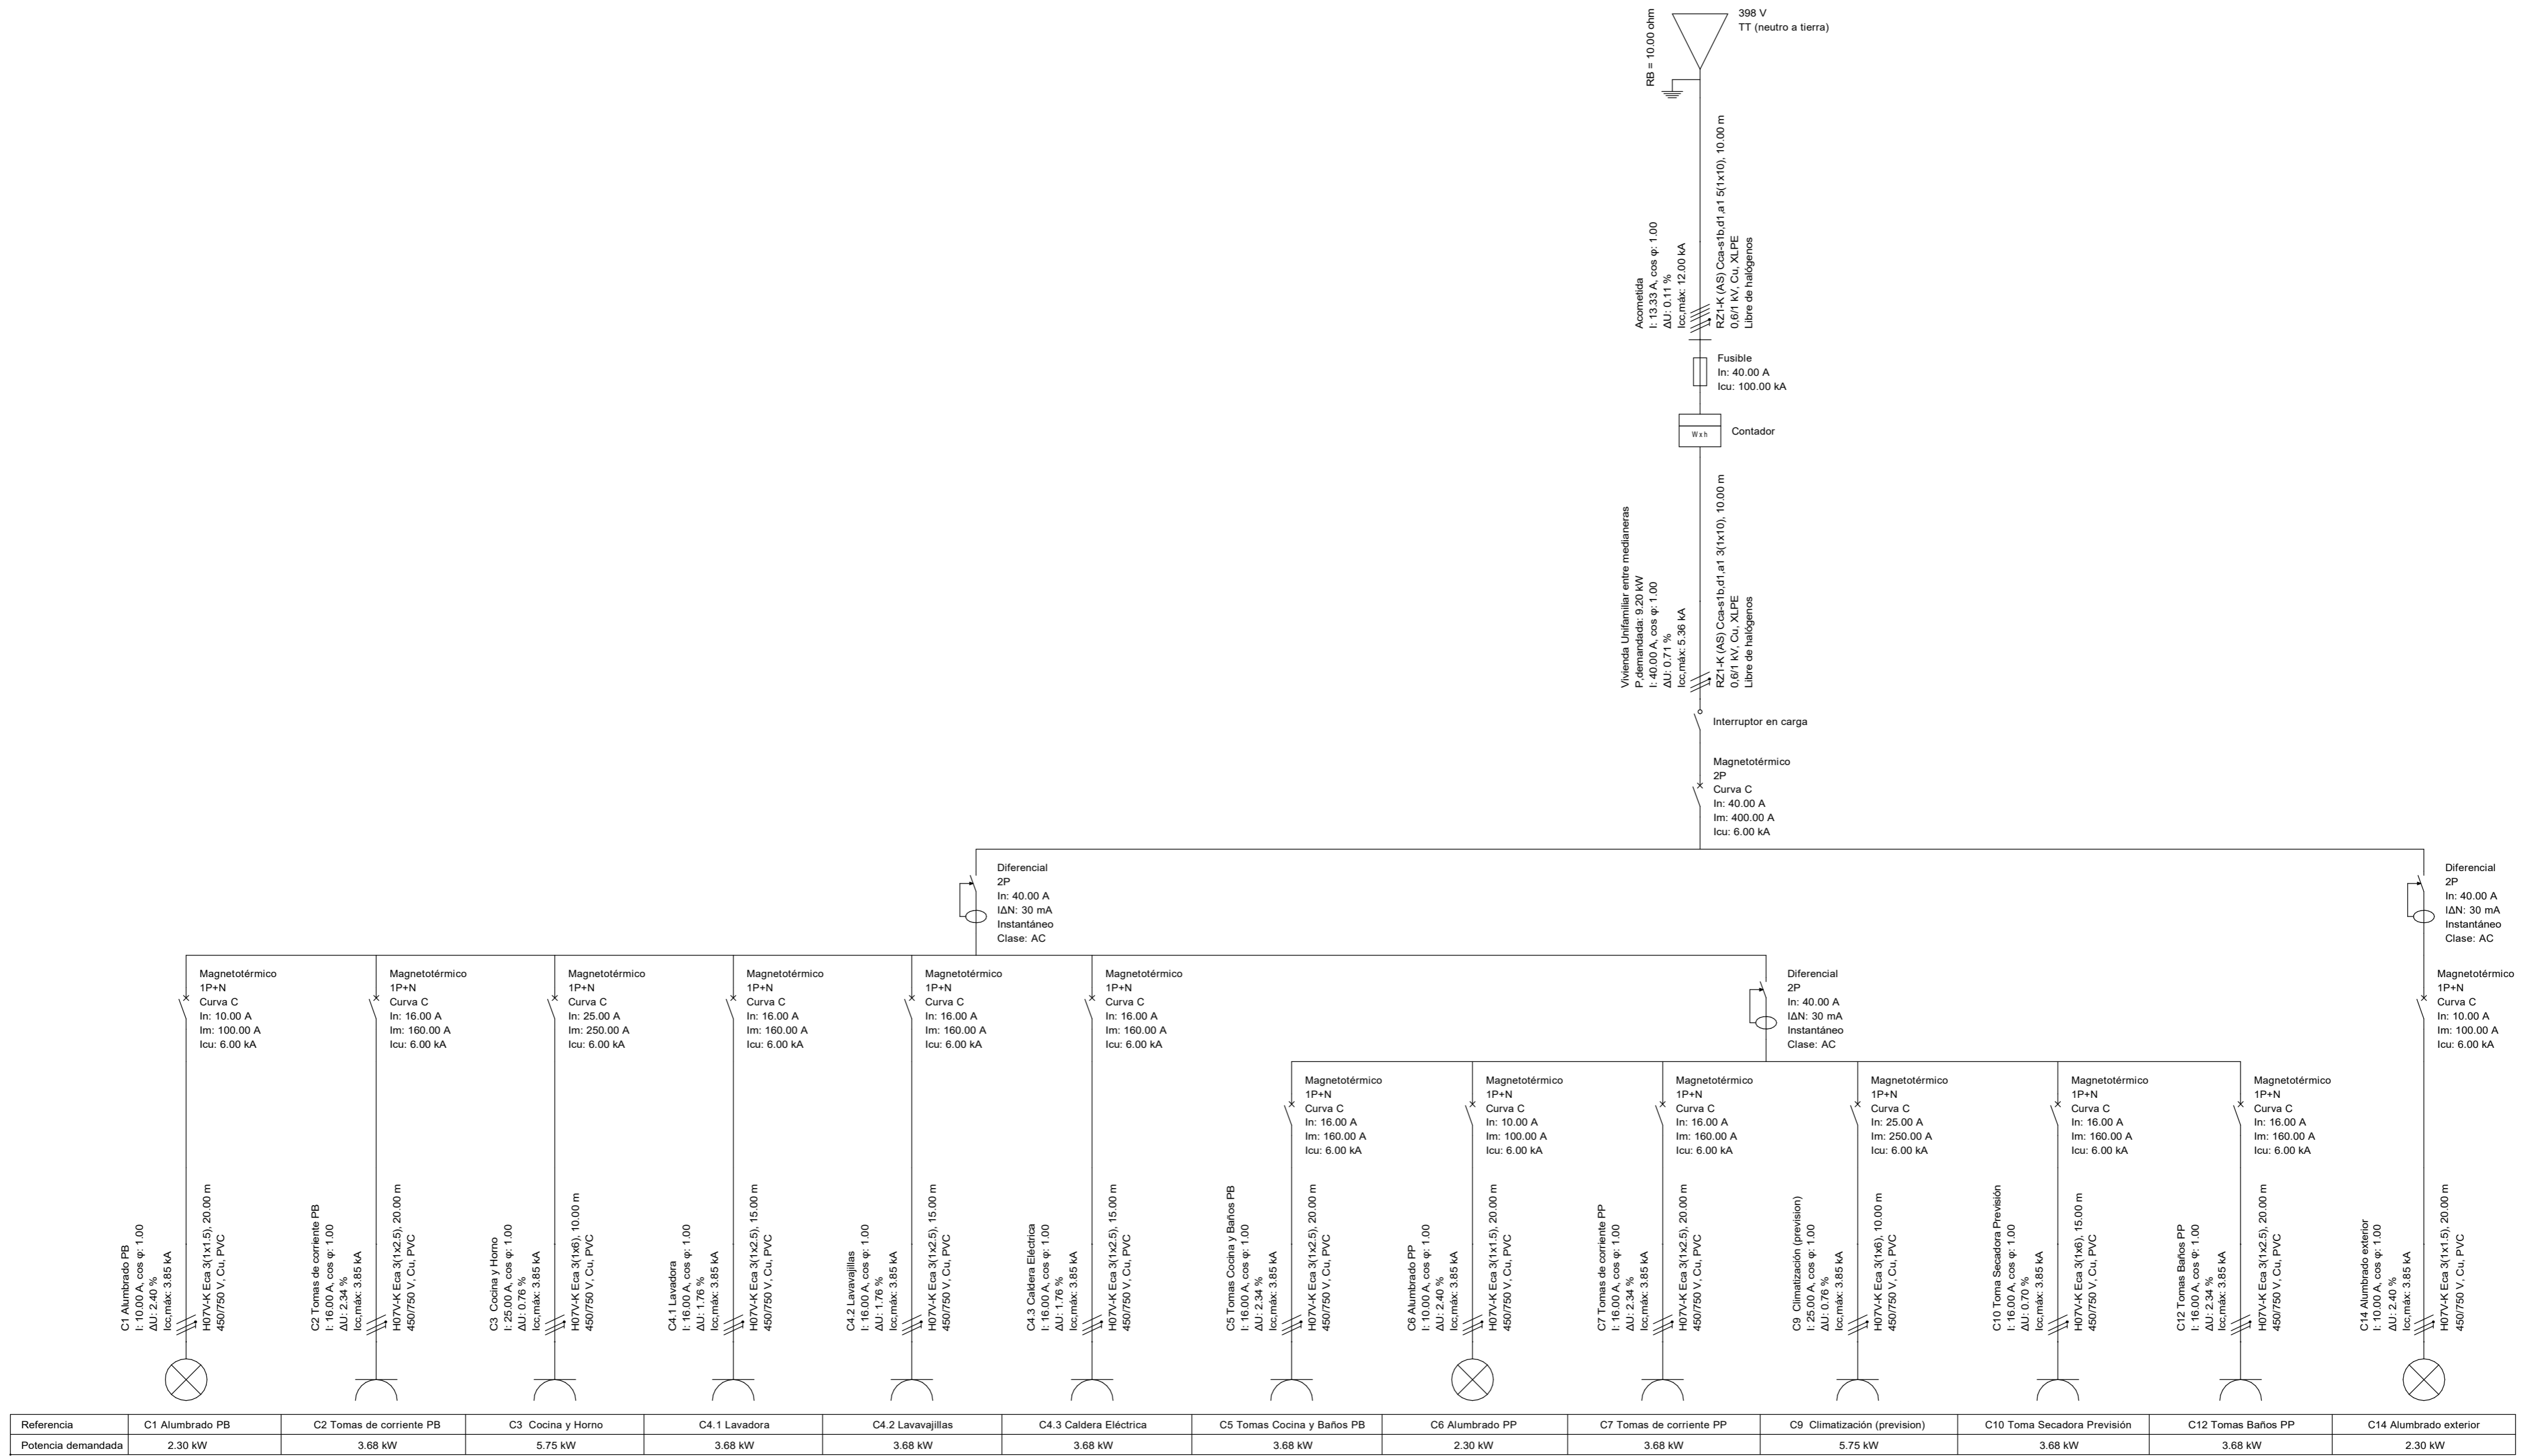 398 V
TT (neutro a tierra)
RB = 10.00 ohm
Acometida
I: 13.33 A, cos φ: 1.00
ΔU: 0.11 %
Icc,máx: 12.00 kA
RZ1-K (AS) Cca-s1b,d1,a1 5(1x10), 10.00 m
0,6/1 kV, Cu, XLPE
Libre de halógenos
Fusible
In: 40.00 A
Icu: 100.00 kA
W x h
Contador
Vivienda Unifamiliar entre medianeras
P,demandada: 9.20 kW
I: 40.00 A, cos φ: 1.00
ΔU: 0.71 %
Icc,máx: 5.36 kA
RZ1-K (AS) Cca-s1b,d1,a1 3(1x10), 10.00 m
0,6/1 kV, Cu, XLPE
Libre de halógenos
Interruptor en carga
Magnetotérmico
2P
Curva C
In: 40.00 A
Im: 400.00 A
Icu: 6.00 kA
Diferencial
2P
In: 40.00 A
IΔN: 30 mA
Instantáneo
Clase: AC
Diferencial
2P
In: 40.00 A
IΔN: 30 mA
Instantáneo
Clase: AC
Magnetotérmico
1P+N
Curva C
In: 10.00 A
Im: 100.00 A
Icu: 6.00 kA
Magnetotérmico
1P+N
Curva C
In: 16.00 A
Im: 160.00 A
Icu: 6.00 kA
Magnetotérmico
1P+N
Curva C
In: 25.00 A
Im: 250.00 A
Icu: 6.00 kA
Magnetotérmico
1P+N
Curva C
In: 16.00 A
Im: 160.00 A
Icu: 6.00 kA
Magnetotérmico
1P+N
Curva C
In: 16.00 A
Im: 160.00 A
Icu: 6.00 kA
Magnetotérmico
1P+N
Curva C
In: 16.00 A
Im: 160.00 A
Icu: 6.00 kA
Diferencial
2P
In: 40.00 A
IΔN: 30 mA
Instantáneo
Clase: AC
Magnetotérmico
1P+N
Curva C
In: 10.00 A
Im: 100.00 A
Icu: 6.00 kA
Magnetotérmico
1P+N
Curva C
In: 16.00 A
Im: 160.00 A
Icu: 6.00 kA
Magnetotérmico
1P+N
Curva C
In: 10.00 A
Im: 100.00 A
Icu: 6.00 kA
Magnetotérmico
1P+N
Curva C
In: 16.00 A
Im: 160.00 A
Icu: 6.00 kA
Magnetotérmico
1P+N
Curva C
In: 25.00 A
Im: 250.00 A
Icu: 6.00 kA
Magnetotérmico
1P+N
Curva C
In: 16.00 A
Im: 160.00 A
Icu: 6.00 kA
Magnetotérmico
1P+N
Curva C
In: 16.00 A
Im: 160.00 A
Icu: 6.00 kA
C1 Alumbrado PB
I: 10.00 A, cos φ: 1.00
ΔU: 2.40 %
Icc,máx: 3.85 kA
H07V-K Eca 3(1x1.5), 20.00 m
450/750 V, Cu, PVC
C2 Tomas de corriente PB
I: 16.00 A, cos φ: 1.00
ΔU: 2.34 %
Icc,máx: 3.85 kA
H07V-K Eca 3(1x2.5), 20.00 m
450/750 V, Cu, PVC
C3 Cocina y Horno
I: 25.00 A, cos φ: 1.00
ΔU: 0.76 %
Icc,máx: 3.85 kA
H07V-K Eca 3(1x6), 10.00 m
450/750 V, Cu, PVC
C4.1 Lavadora
I: 16.00 A, cos φ: 1.00
ΔU: 1.76 %
Icc,máx: 3.85 kA
H07V-K Eca 3(1x2.5), 15.00 m
450/750 V, Cu, PVC
C4.2 Lavavajillas
I: 16.00 A, cos φ: 1.00
ΔU: 1.76 %
Icc,máx: 3.85 kA
H07V-K Eca 3(1x2.5), 15.00 m
450/750 V, Cu, PVC
C4.3 Caldera Eléctrica
I: 16.00 A, cos φ: 1.00
ΔU: 1.76 %
Icc,máx: 3.85 kA
H07V-K Eca 3(1x2.5), 15.00 m
450/750 V, Cu, PVC
C5 Tomas Cocina y Baños PB
I: 16.00 A, cos φ: 1.00
ΔU: 2.34 %
Icc,máx: 3.85 kA
H07V-K Eca 3(1x2.5), 20.00 m
450/750 V, Cu, PVC
C6 Alumbrado PP
I: 10.00 A, cos φ: 1.00
ΔU: 2.40 %
Icc,máx: 3.85 kA
H07V-K Eca 3(1x1.5), 20.00 m
450/750 V, Cu, PVC
C7 Tomas de corriente PP
I: 16.00 A, cos φ: 1.00
ΔU: 2.34 %
Icc,máx: 3.85 kA
H07V-K Eca 3(1x2.5), 20.00 m
450/750 V, Cu, PVC
C9 Climatización (prevision)
I: 25.00 A, cos φ: 1.00
ΔU: 0.76 %
Icc,máx: 3.85 kA
H07V-K Eca 3(1x6), 10.00 m
450/750 V, Cu, PVC
C10 Toma Secadora Previsión
I: 16.00 A, cos φ: 1.00
ΔU: 0.70 %
Icc,máx: 3.85 kA
H07V-K Eca 3(1x6), 15.00 m
450/750 V, Cu, PVC
C12 Tomas Baños PP
I: 16.00 A, cos φ: 1.00
ΔU: 2.34 %
Icc,máx: 3.85 kA
H07V-K Eca 3(1x2.5), 20.00 m
450/750 V, Cu, PVC
C14 Alumbrado exterior
I: 10.00 A, cos φ: 1.00
ΔU: 2.40 %
Icc,máx: 3.85 kA
H07V-K Eca 3(1x1.5), 20.00 m
450/750 V, Cu, PVC
Referencia C1 Alumbrado PB C2 Tomas de corriente PB C3 Cocina y Horno C4.1 Lavadora C4.2 Lavavajillas C4.3 Caldera Eléctrica C5 Tomas Cocina y Baños PB C6 Alumbrado PP C7 Tomas de corriente PP C9 Climatización (prevision) C10 Toma Secadora Previsión C12 Tomas Baños PP C14 Alumbrado exterior
Potencia demandada 2.30 kW 3.68 kW 5.75 kW 3.68 kW 3.68 kW 3.68 kW 3.68 kW 2.30 kW 3.68 kW 5.75 kW 3.68 kW 3.68 kW 2.30 kW